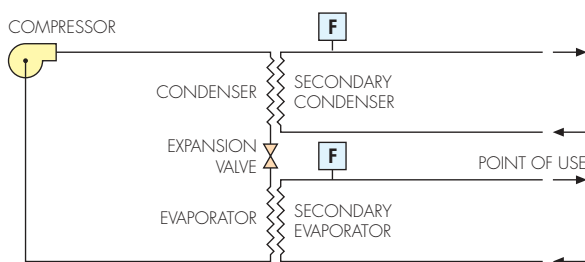 COMPRESSOR
F
CONDENSER
SECONDARY
CONDENSER
EXPANSION
VALVE
F
POINT OF USE
EVAPORATOR
SECONDARY
EVAPORATOR